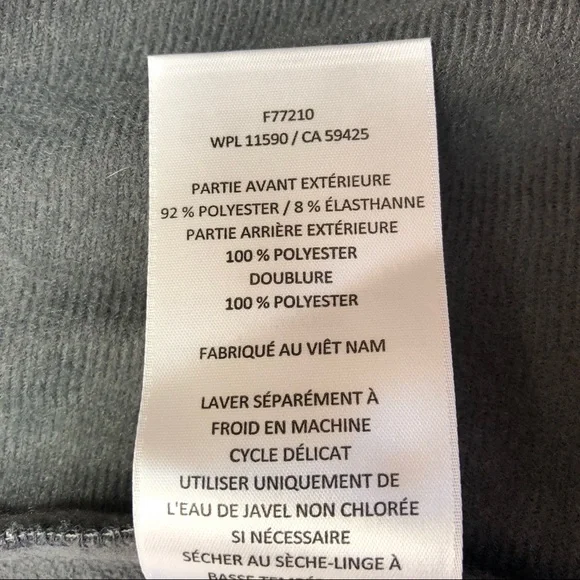 F77210
WPL 11590 / CA 59425
PARTIE AVANT EXTÉRIEURE
92 % POLYESTER / 8 % ÉLASTHANNE
PARTIE ARRIÈRE EXTÉRIEURE
100 % POLYESTER
DOUBLURE
100 % POLYESTER
FABRIQUÉ AU VIÊT NAM
LAVER SÉPARÉMENT À
FROID EN MACHINE
CYCLE DÉLICAT
UTILISER UNIQUEMENT DE
L'EAU DE JAVEL NON CHLORÉE
SI NÉCESSAIRE
SÉCHER AU SÈCHE-LINGE À
BASSE